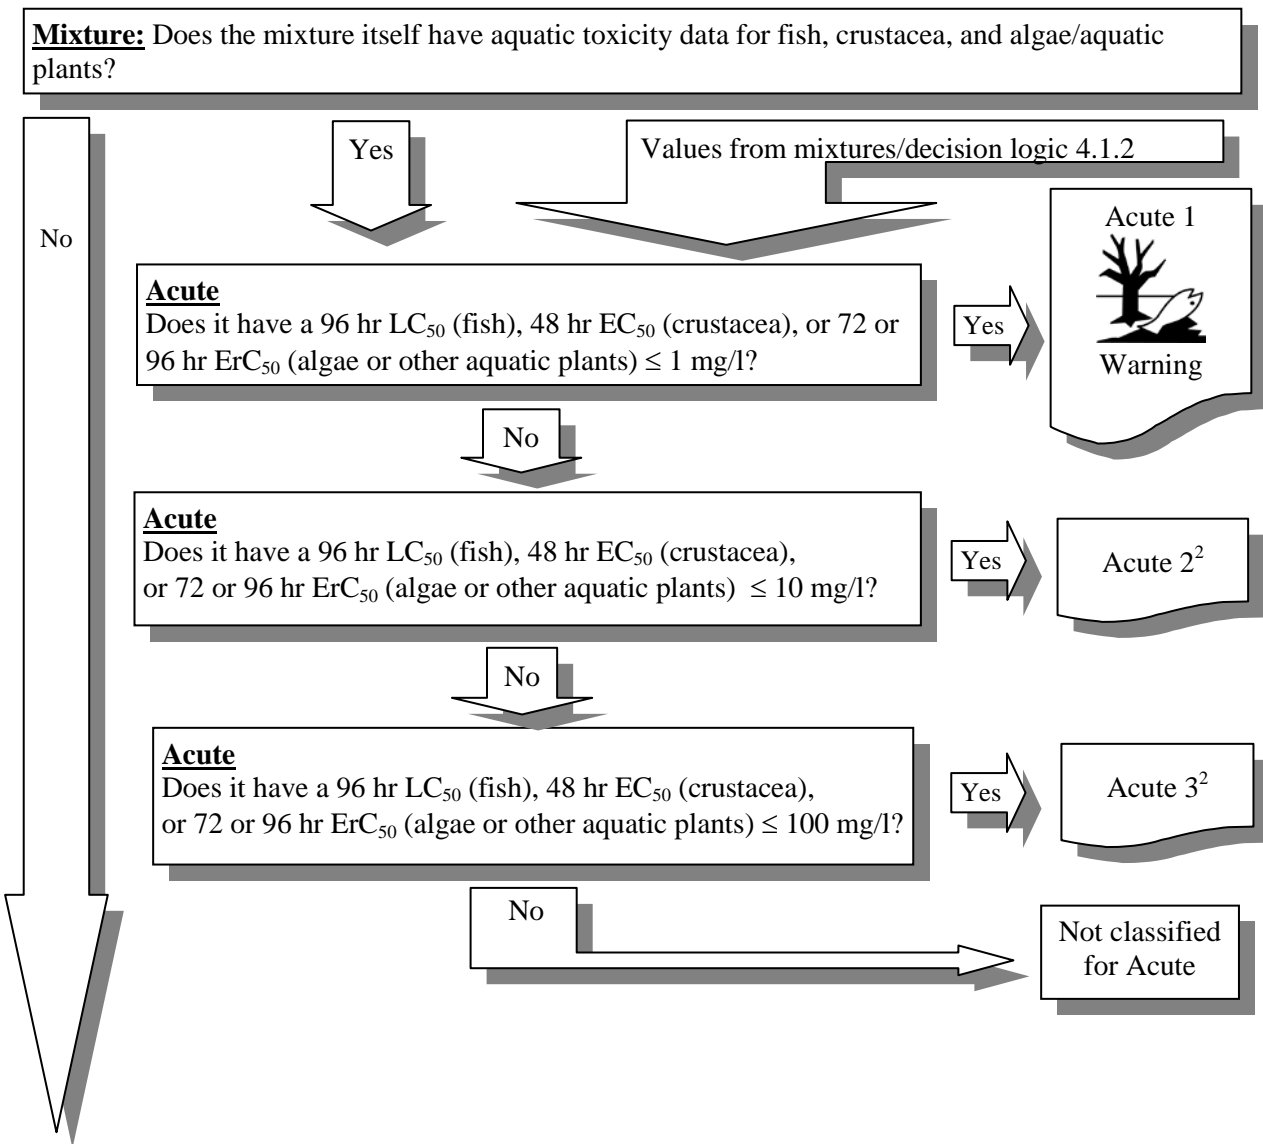 Mixture: Does the mixture itself have aquatic toxicity data for fish, crustacea, and algae/aquatic
plants?
Yes
Values from mixtures/decision logic 4.1.2
No
Acute 1
Warning
Acute
Does it have a 96 hr LC50 (fish), 48 hr EC50 (crustacea), or 72 or
96 hr ErC50 (algae or other aquatic plants) ≤ 1 mg/l?
Yes
No
Acute
Does it have a 96 hr LC50 (fish), 48 hr EC50 (crustacea),
or 72 or 96 hr ErC50 (algae or other aquatic plants) ≤ 10 mg/l?
Yes
Acute 2²
No
Acute
Does it have a 96 hr LC50 (fish), 48 hr EC50 (crustacea),
or 72 or 96 hr ErC50 (algae or other aquatic plants) ≤ 100 mg/l?
Yes
Acute 3²
No
Not classified
for Acute